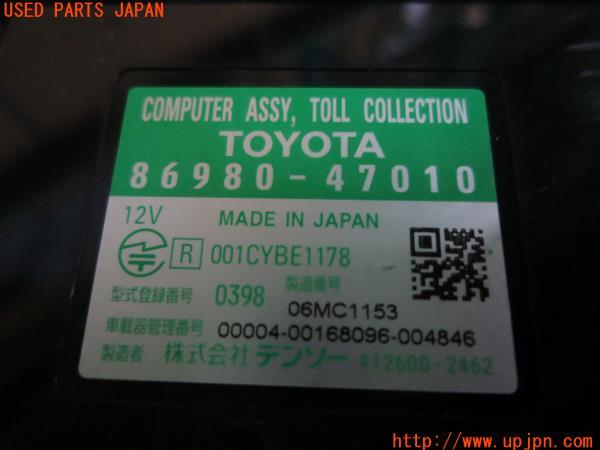 USED PARTS JAPAN
COMPUTER ASSY, TOLL COLLECTION
TOYOTA
86980-47010
12V MADE IN JAPAN
R 001CYBE1178
型式登録番号 0398 製造番号 06MC1153
車載器管理番号 00004-00168096-004846
製造者 株式会社デンソー 412600-2462
http://www.upjpn.com